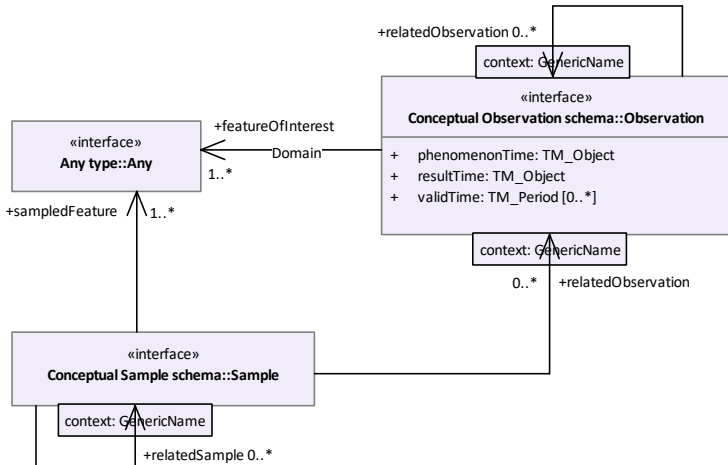 +relatedObservation 0..*
context: GenericName
«interface»
Conceptual Observation schema::Observation
+ phenomenonTime: TM_Object
+ resultTime: TM_Object
+ validTime: TM_Period [0..*]
context: GenericName
«interface»
Any type::Any
+featureOfInterest
Domain
1..*
+sampledFeature
1..*
0..*
+relatedObservation
«interface»
Conceptual Sample schema::Sample
context: GenericName
+relatedSample 0..*